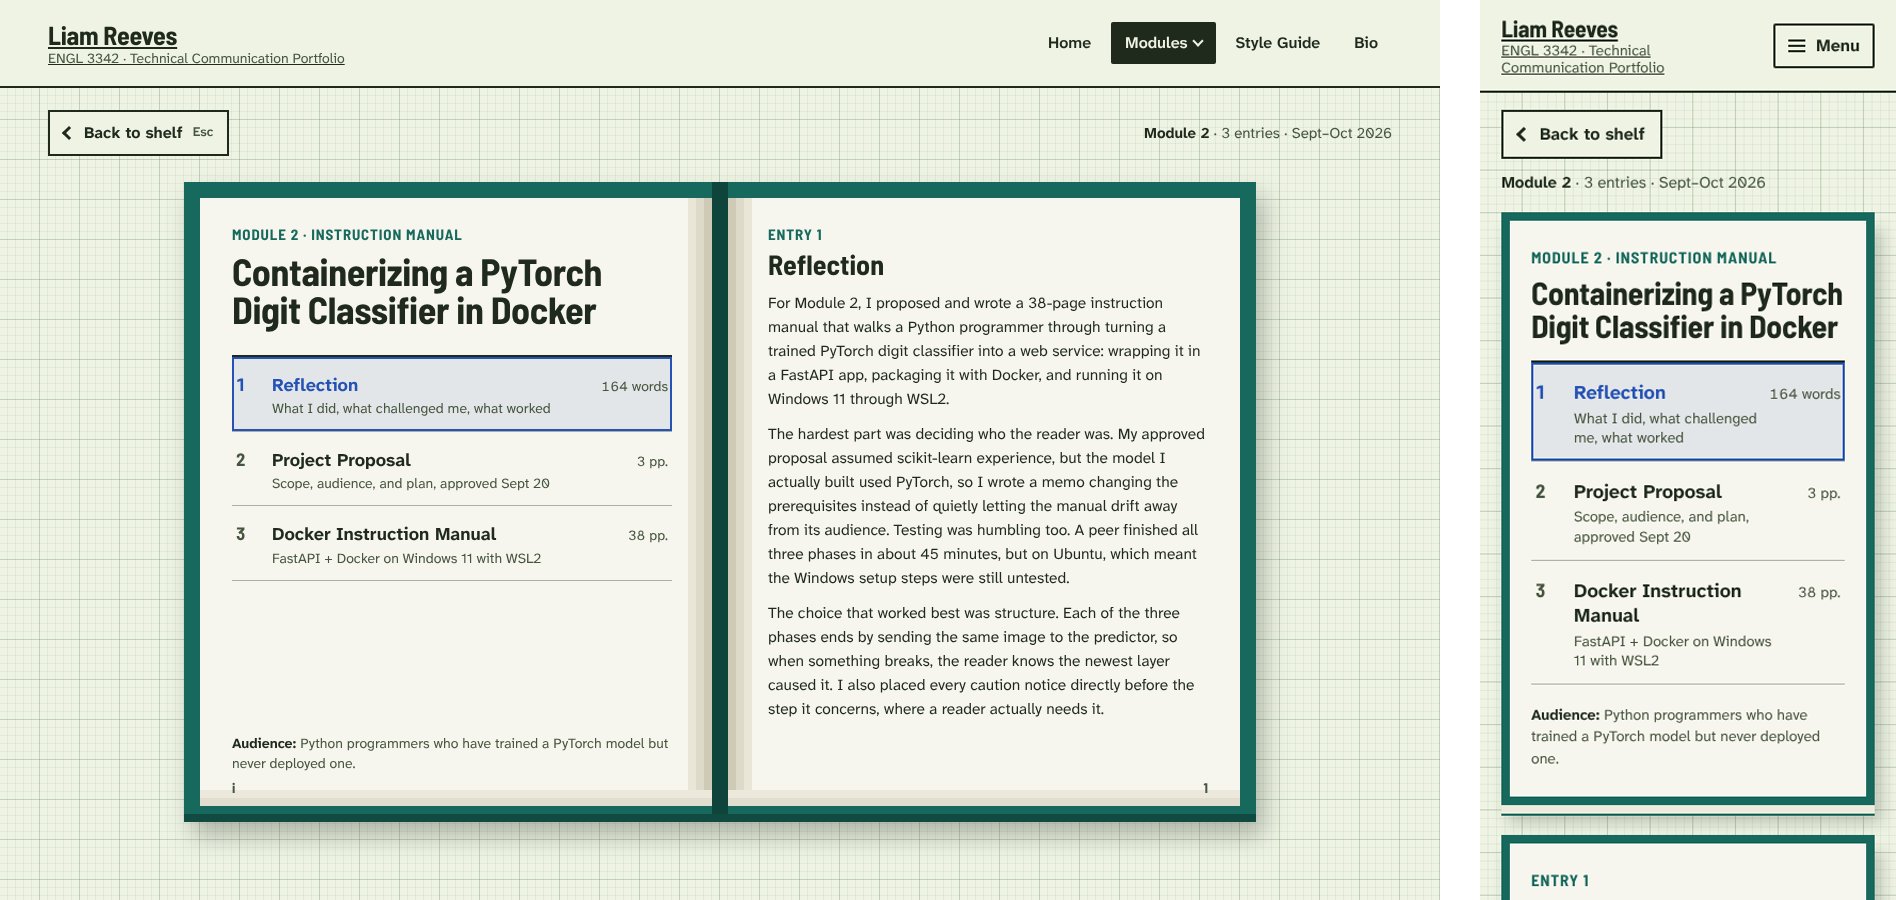 Liam Reeves
ENGL 3342 · Technical Communication Portfolio
Home
Modules
Style Guide
Bio
Back to shelf Esc
Module 2 · 3 entries · Sept–Oct 2026
MODULE 2 · INSTRUCTION MANUAL
Containerizing a PyTorch
Digit Classifier in Docker
1 Reflection 164 words
What I did, what challenged me, what worked
2 Project Proposal 3 pp.
Scope, audience, and plan, approved Sept 20
3 Docker Instruction Manual 38 pp.
FastAPI + Docker on Windows 11 with WSL2
Audience: Python programmers who have trained a PyTorch model but
never deployed one.
i
ENTRY 1
Reflection
For Module 2, I proposed and wrote a 38-page instruction
manual that walks a Python programmer through turning a
trained PyTorch digit classifier into a web service: wrapping it in
a FastAPI app, packaging it with Docker, and running it on
Windows 11 through WSL2.
The hardest part was deciding who the reader was. My approved
proposal assumed scikit-learn experience, but the model I
actually built used PyTorch, so I wrote a memo changing the
prerequisites instead of quietly letting the manual drift away
from its audience. Testing was humbling too. A peer finished all
three phases in about 45 minutes, but on Ubuntu, which meant
the Windows setup steps were still untested.
The choice that worked best was structure. Each of the three
phases ends by sending the same image to the predictor, so
when something breaks, the reader knows the newest layer
caused it. I also placed every caution notice directly before the
step it concerns, where a reader actually needs it.
1
Liam Reeves
ENGL 3342 · Technical
Communication Portfolio
Menu
Back to shelf
Module 2 · 3 entries · Sept–Oct 2026
MODULE 2 · INSTRUCTION MANUAL
Containerizing a PyTorch
Digit Classifier in Docker
1 Reflection 164 words
What I did, what challenged
me, what worked
2 Project Proposal 3 pp.
Scope, audience, and plan,
approved Sept 20
3 Docker Instruction 38 pp.
Manual
FastAPI + Docker on Windows
11 with WSL2
Audience: Python programmers who have
trained a PyTorch model but never deployed
one.
ENTRY 1